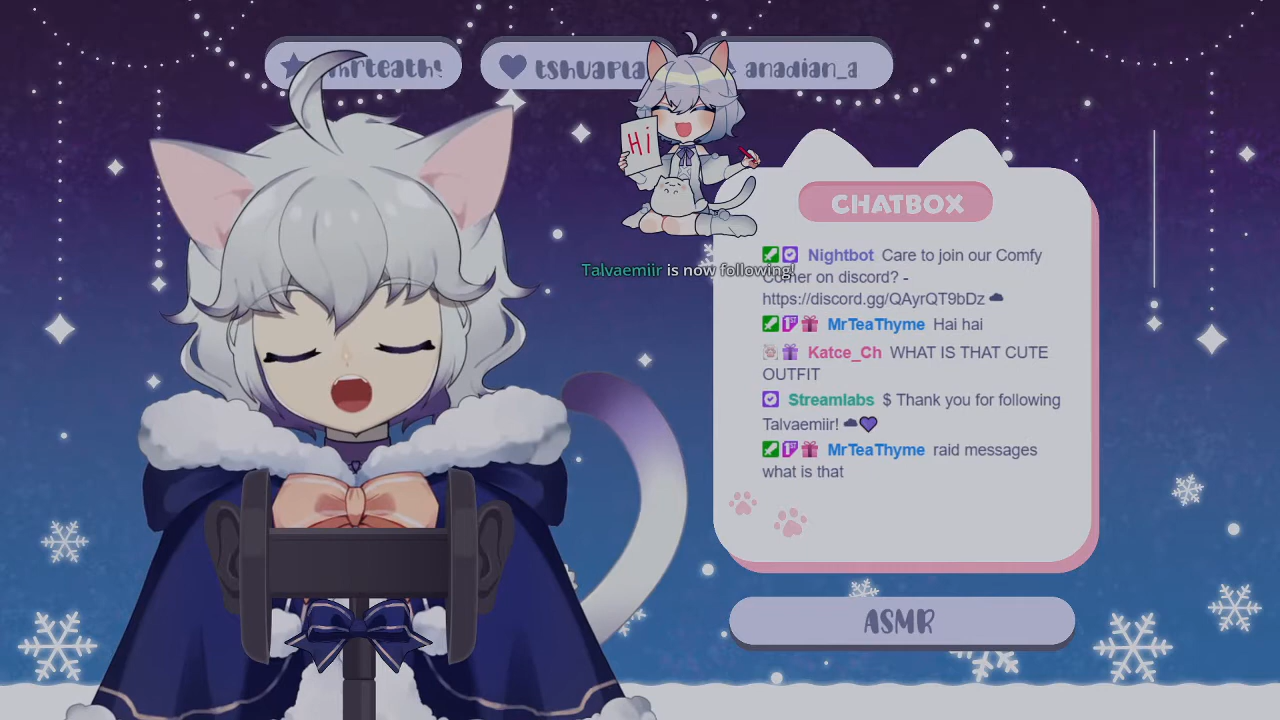 Hi
CHATBOX
Nightbot Care to join our Comfy
Corner on discord? -
https://discord.gg/QAyrQT9bDz
MrTeaThyme Hai hai
Katce_Ch WHAT IS THAT CUTE
OUTFIT
Streamlabs $ Thank you for following
Talvaemiir!
MrTeaThyme raid messages
what is that
Talvaemiir is now following!
ASMR